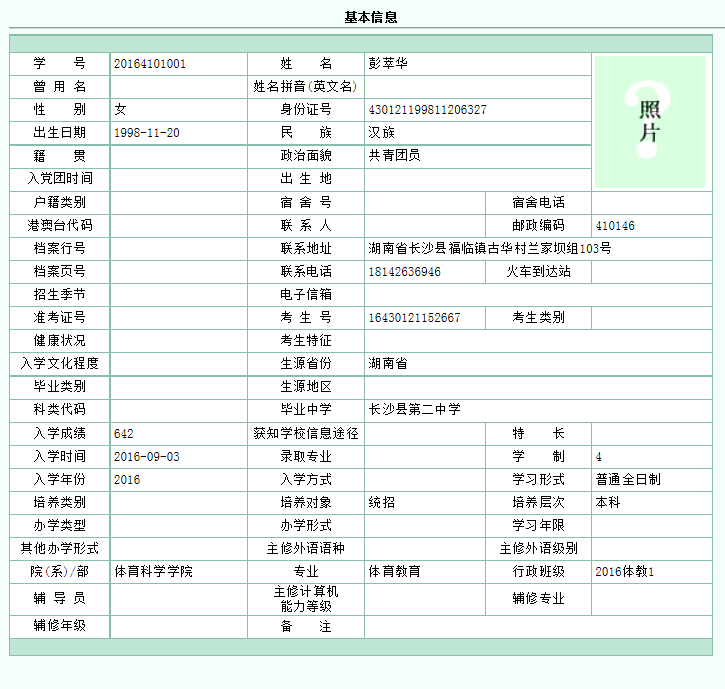 基本信息
学 号 20164101001 姓 名 彭萃华
照片
曾 用 名 姓名拼音(英文名)
性 别 女 身份证号 430121199811206327
出生日期 1998-11-20 民 族 汉族
籍 贯 政治面貌 共青团员
入党团时间 出 生 地
户籍类别 宿 舍 号 宿舍电话
港澳台代码 联 系 人 邮政编码 410146
档案行号 联系地址 湖南省长沙县福临镇古华村兰家坝组103号
档案页号 联系电话 18142636946 火车到达站
招生季节 电子信箱
准考证号 考 生 号 16430121152667 考生类别
健康状况 考生特征
入学文化程度 生源省份 湖南省
毕业类别 生源地区
科类代码 毕业中学 长沙县第二中学
入学成绩 642 获知学校信息途径 特 长
入学时间 2016-09-03 录取专业 学 制 4
入学年份 2016 入学方式 学习形式 普通全日制
培养类别 培养对象 统招 培养层次 本科
办学类型 办学形式 学习年限
其他办学形式 主修外语语种 主修外语级别
院(系)/部 体育科学学院 专业 体育教育 行政班级 2016体教1
辅 导 员 主修计算机能力等级 辅修专业
辅修年级 备 注